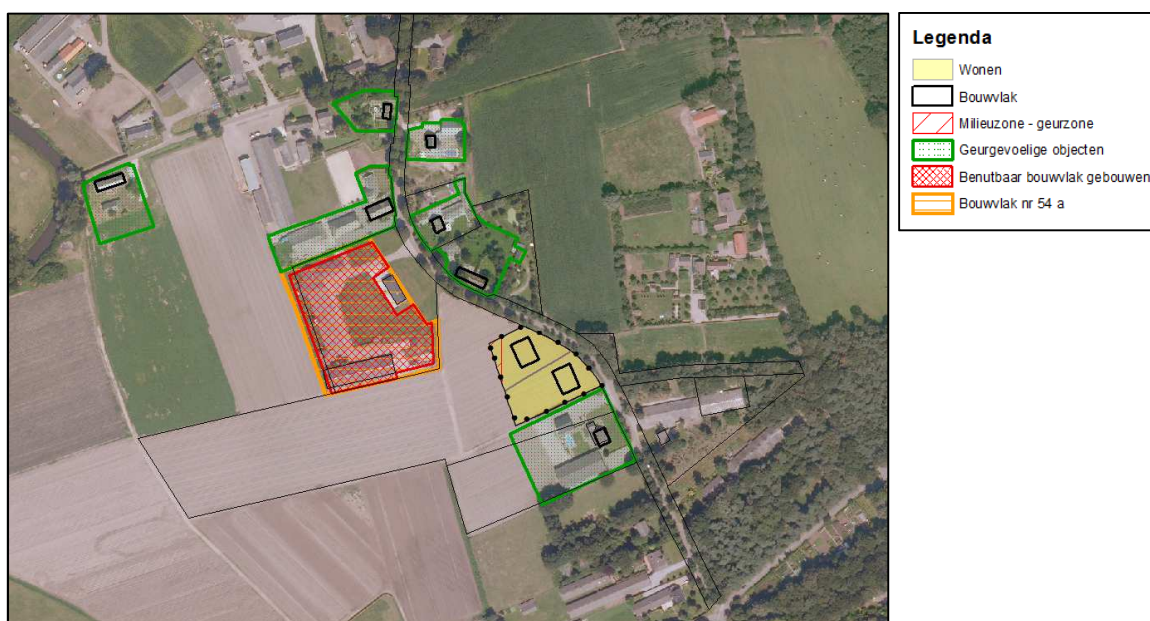 Legenda
Wonen
Bouwvlak
Milieuzone - geurzone
Geurgevoelige objecten
Benutbaar bouwvlak gebouwen
Bouwvlak nr 54 a